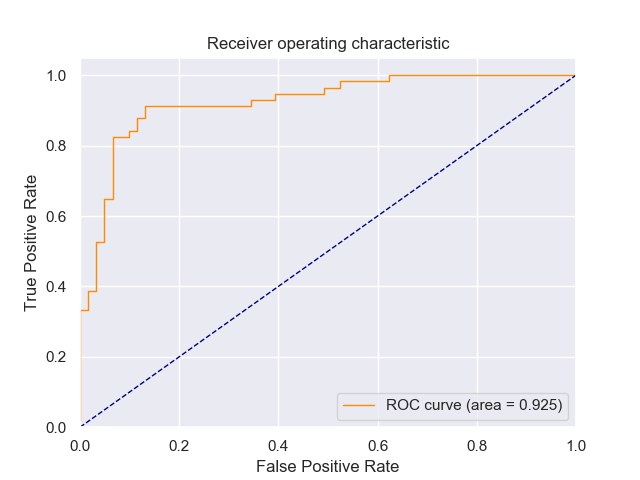 Receiver operating characteristic
1.0
0.8
0.6
0.4
0.2
0.0
True Positive Rate
ROC curve (area = 0.925)
0.0 0.2 0.4 0.6 0.8 1.0
False Positive Rate